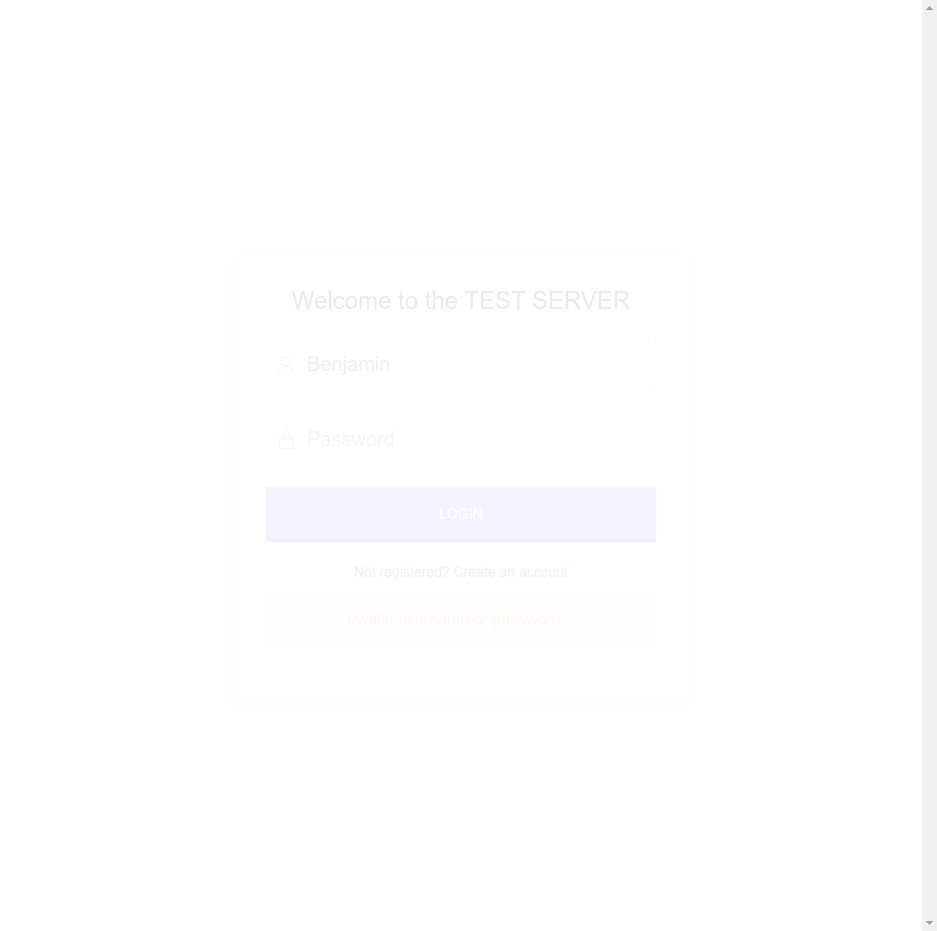 Welcome to the TEST SERVER
Benjamin
Password
LOGIN
Not registered? Create an account
Invalid username or password